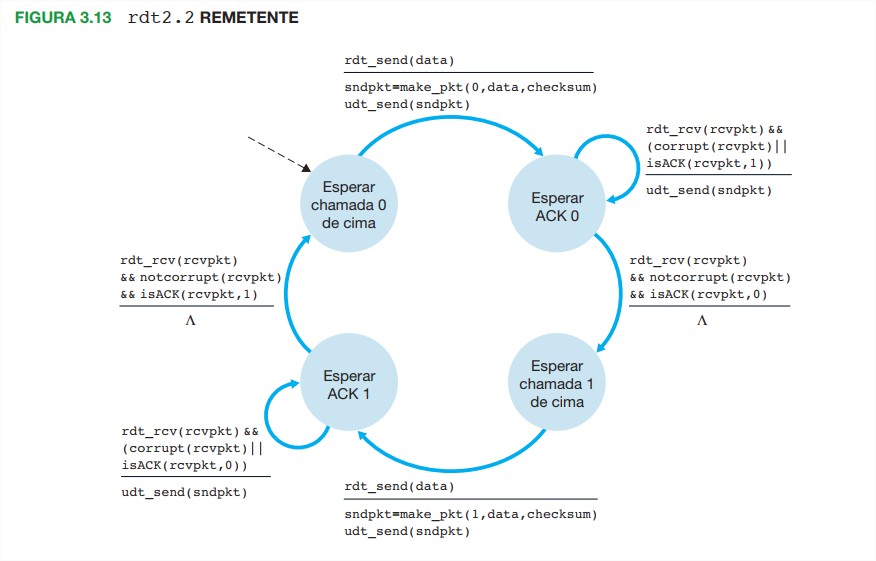 FIGURA 3.13 rdt2.2 REMETENTE
rdt_send(data)
sndpkt=make_pkt(0,data,checksum)
udt_send(sndpkt)
rdt_rcv(rcvpkt)&&
(corrupt(rcvpkt)||
isACK(rcvpkt,1))
udt_send(sndpkt)
Esperar
chamada 0
de cima
Esperar
ACK 0
rdt_rcv(rcvpkt)
&& notcorrupt(rcvpkt)
&& isACK(rcvpkt,1)
Λ
rdt_rcv(rcvpkt)
&& notcorrupt(rcvpkt)
&& isACK(rcvpkt,0)
Λ
Esperar
ACK 1
Esperar
chamada 1
de cima
rdt_rcv(rcvpkt)&&
(corrupt(rcvpkt)||
isACK(rcvpkt,0))
udt_send(sndpkt)
rdt_send(data)
sndpkt=make_pkt(1,data,checksum)
udt_send(sndpkt)